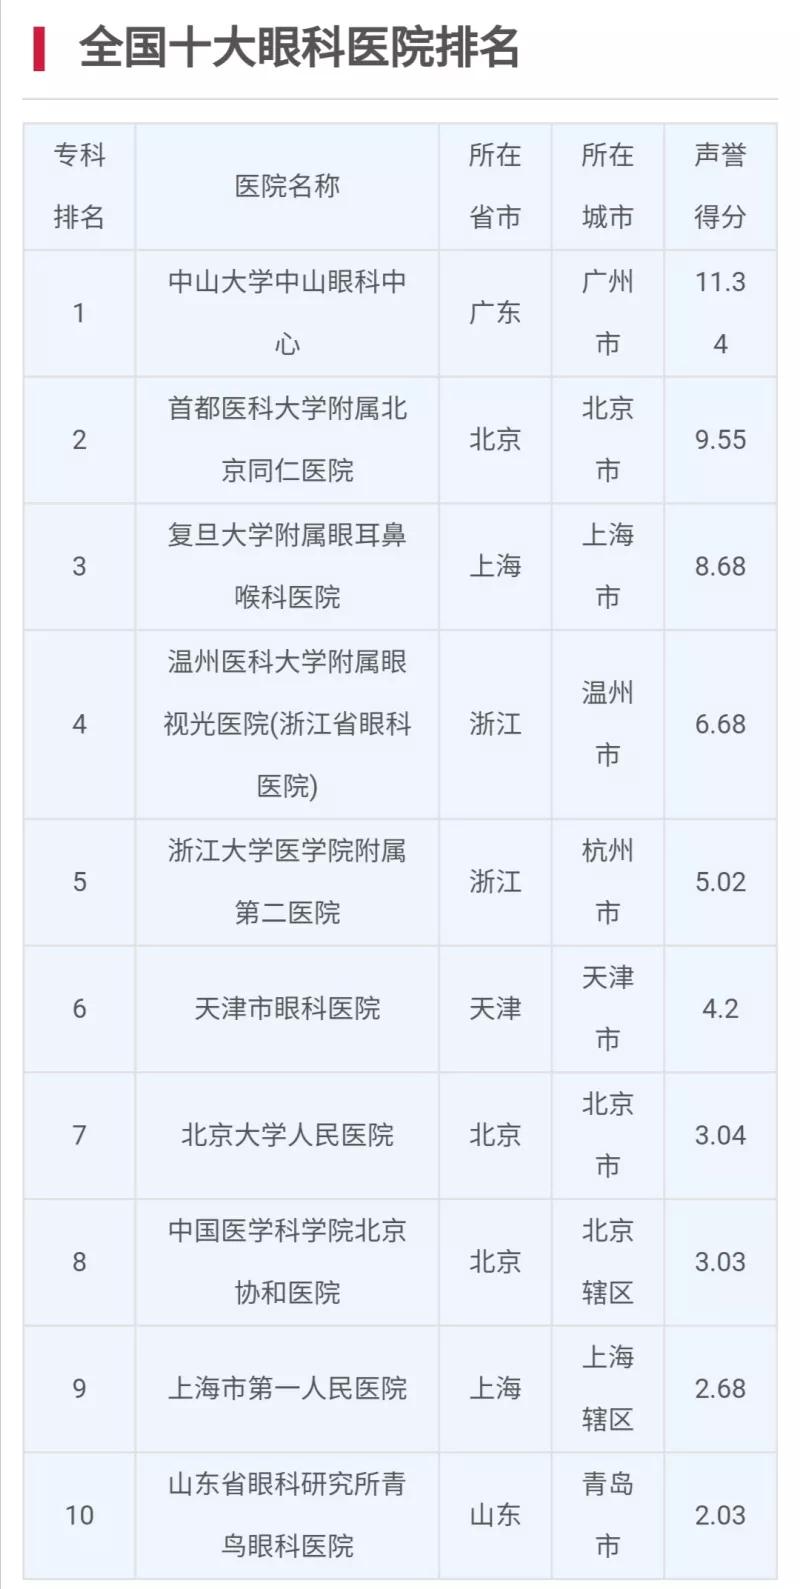 全国十大眼科医院排名
专科
排名
医院名称
所在
省市
所在
城市
声誉
得分
1
中山大学中山眼科中
心
广东
广州
市
11.3
4
2
首都医科大学附属北
京同仁医院
北京
北京
市
9.55
3
复旦大学附属眼耳鼻
喉科医院
上海
上海
市
8.68
4
温州医科大学附属眼
视光医院(浙江省眼科
医院)
浙江
温州
市
6.68
5
浙江大学医学院附属
第二医院
浙江
杭州
市
5.02
6
天津市眼科医院
天津
天津
市
4.2
7
北京大学人民医院
北京
北京
市
3.04
8
中国医学科学院北京
协和医院
北京
北京
辖区
3.03
9
上海市第一人民医院
上海
上海
辖区
2.68
10
山东省眼科研究所青
鸟眼科医院
山东
青岛
市
2.03